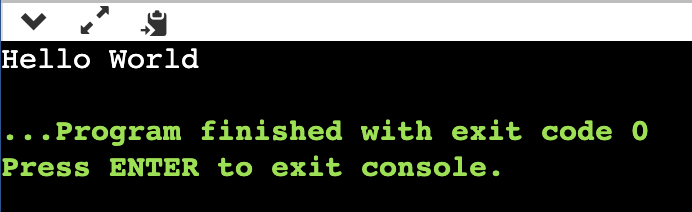 Hello World
...Program finished with exit code 0
Press ENTER to exit console.